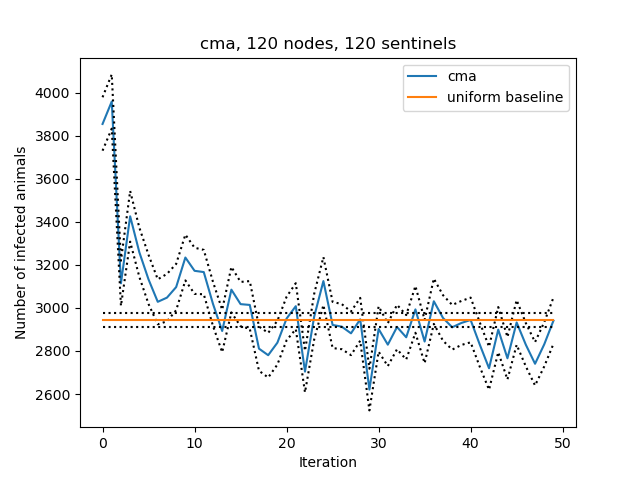 cma, 120 nodes, 120 sentinels
cma
uniform baseline
Number of infected animals
4000
3800
3600
3400
3200
3000
2800
2600
0
10
20
30
40
50
Iteration